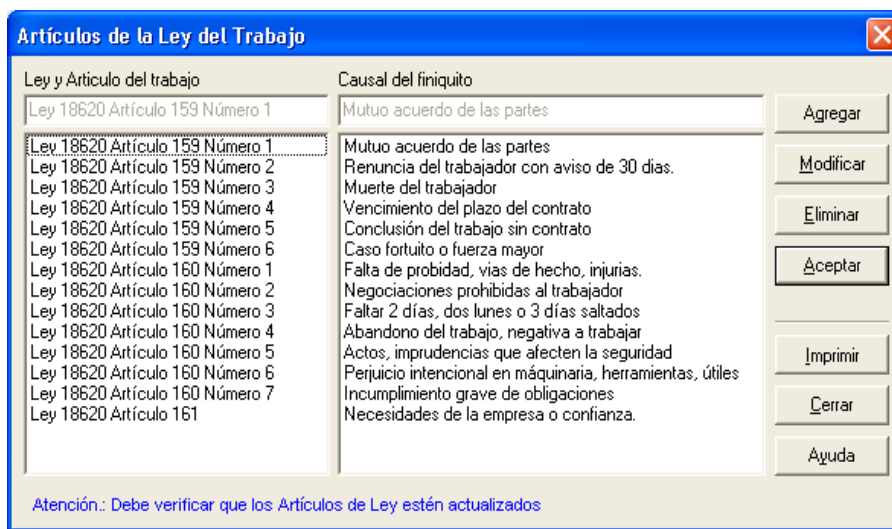 Artículos de la Ley del Trabajo
Ley y Articulo del trabajo
Causal del finiquito
Ley 18620 Artículo 159 Número 1
Mutuo acuerdo de las partes
Agregar
Modificar
Eliminar
Aceptar
Imprimir
Cerrar
Ayuda
Ley 18620 Artículo 159 Número 1 Mutuo acuerdo de las partes
Ley 18620 Artículo 159 Número 2 Renuncia del trabajador con aviso de 30 dias.
Ley 18620 Artículo 159 Número 3 Muerte del trabajador
Ley 18620 Artículo 159 Número 4 Vencimiento del plazo del contrato
Ley 18620 Artículo 159 Número 5 Conclusión del trabajo sin contrato
Ley 18620 Artículo 159 Número 6 Caso fortuito o fuerza mayor
Ley 18620 Artículo 160 Número 1 Falta de probidad, vias de hecho, injurias.
Ley 18620 Artículo 160 Número 2 Negociaciones prohibidas al trabajador
Ley 18620 Artículo 160 Número 3 Faltar 2 días, dos lunes o 3 días saltados
Ley 18620 Artículo 160 Número 4 Abandono del trabajo, negativa a trabajar
Ley 18620 Artículo 160 Número 5 Actos, imprudencias que afecten la seguridad
Ley 18620 Artículo 160 Número 6 Perjuicio intencional en máquinaria, herramientas, útiles
Ley 18620 Artículo 160 Número 7 Incumplimiento grave de obligaciones
Ley 18620 Artículo 161 Necesidades de la empresa o confianza.
Atención.: Debe verificar que los Artículos de Ley estén actualizados